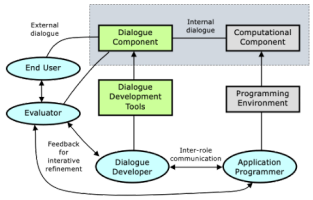 External
dialogue
Internal
dialogue
Dialogue
Component
Computational
Component
End User
Evaluator
Dialogue
Development
Tools
Programming
Environment
Feedback
for
interative
refinement
Dialogue
Developer
Inter-role
communication
Application
Programmer